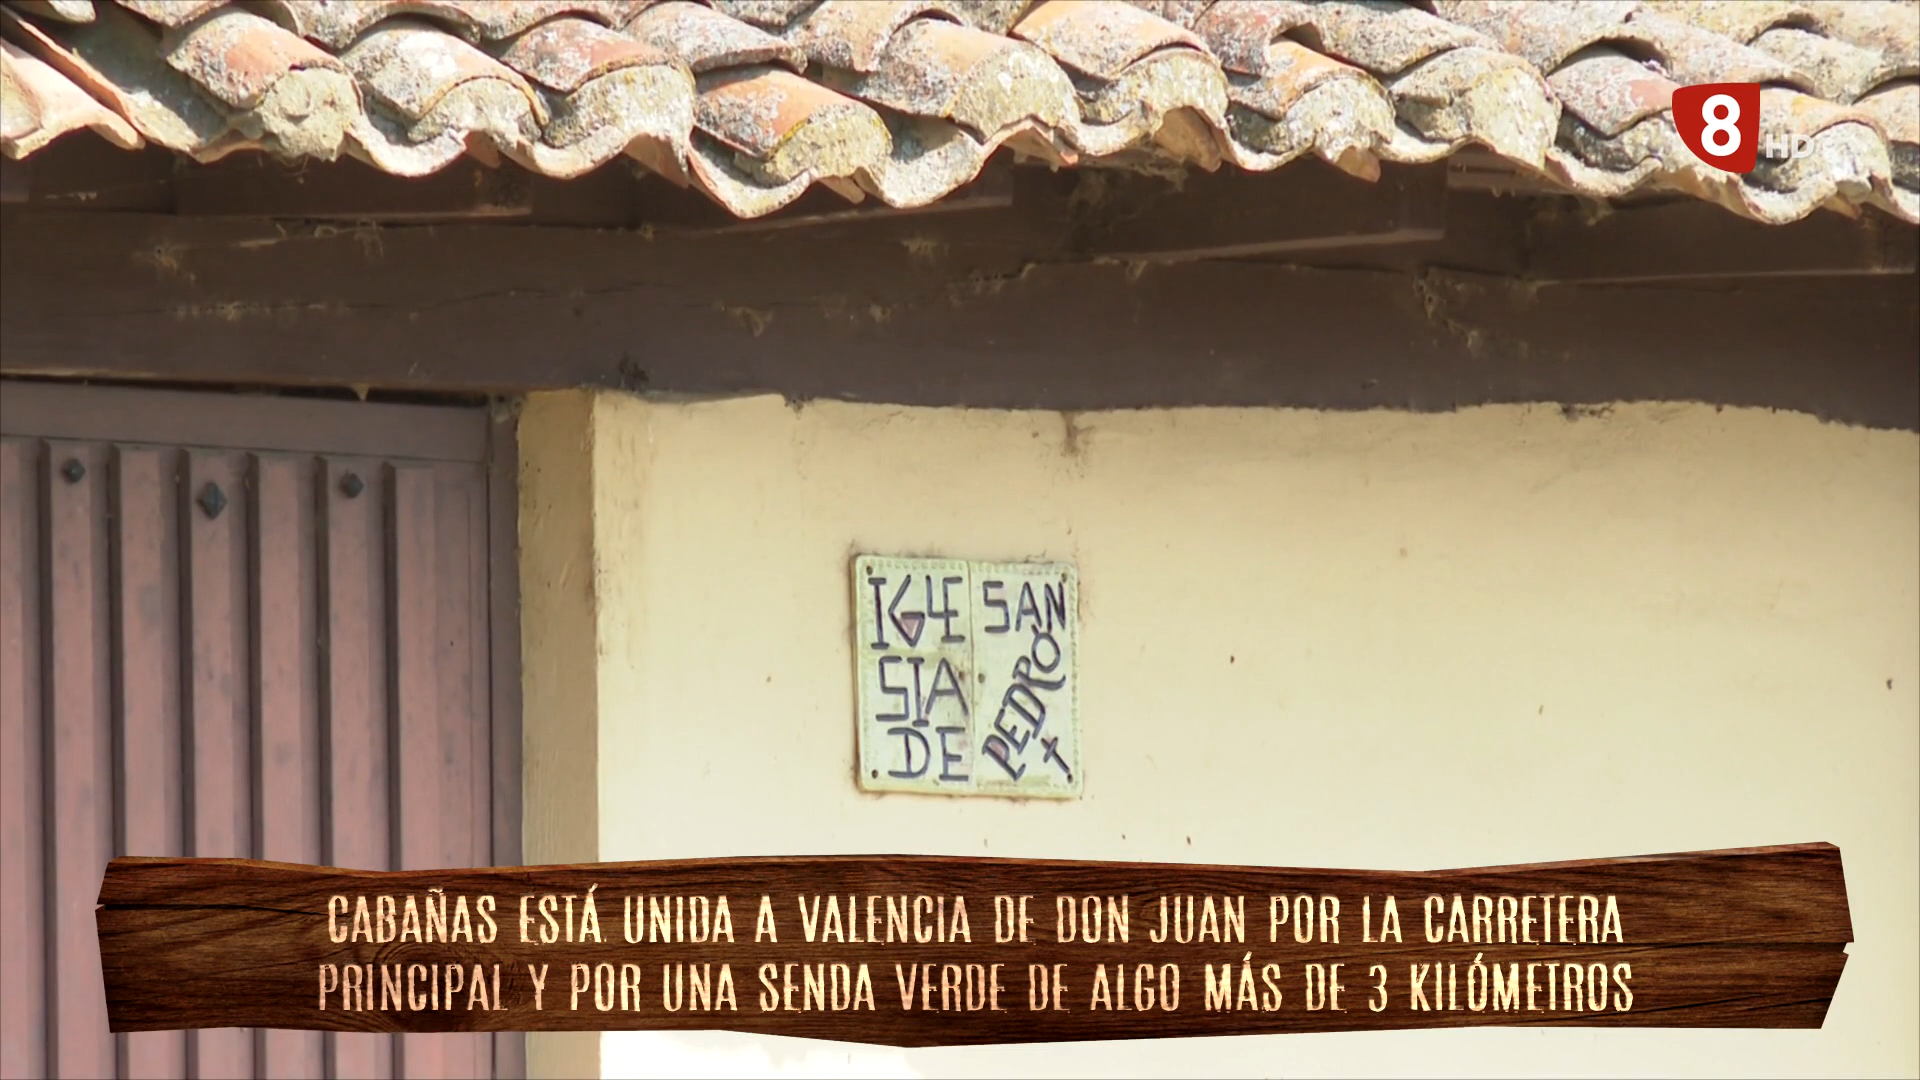 8 HD
IGLE
SIA
DE
SAN
PEDRO
CABAÑAS ESTÁ UNIDA A VALENCIA DE DON JUAN POR LA CARRETERA
PRINCIPAL Y POR UNA SENDA VERDE DE ALGO MÁS DE 3 KILÓMETROS